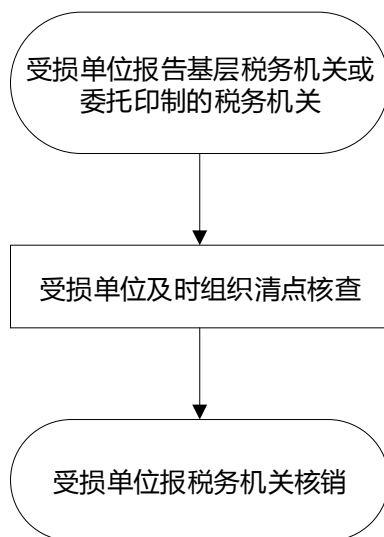 受损单位报告基层税务机关或
委托印制的税务机关
受损单位及时组织清点核查
受损单位报税务机关核销